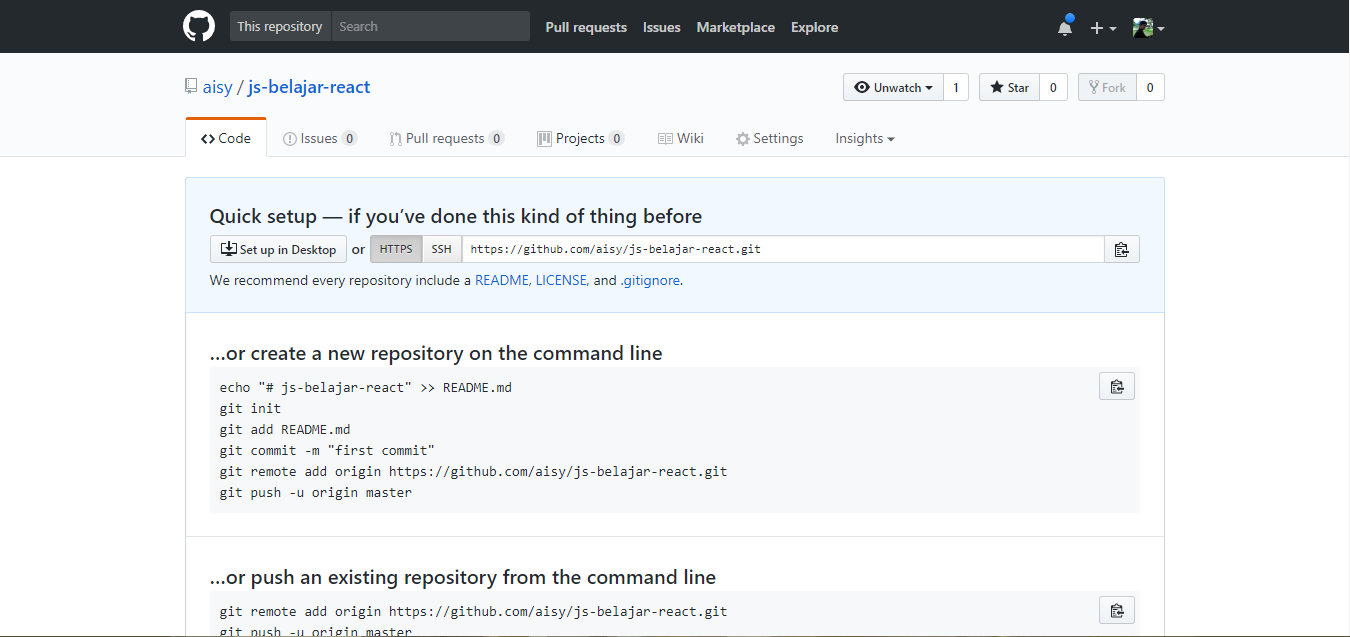 This repository Search Pull requests Issues Marketplace Explore
aisy / js-belajar-react Unwatch 1 Star 0 Fork 0
Code Issues 0 Pull requests 0 Projects 0 Wiki Settings Insights
Quick setup — if you’ve done this kind of thing before
Set up in Desktop or HTTPS SSH https://github.com/aisy/js-belajar-react.git
We recommend every repository include a README, LICENSE, and .gitignore.
…or create a new repository on the command line
echo "# js-belajar-react" >> README.md
git init
git add README.md
git commit -m "first commit"
git remote add origin https://github.com/aisy/js-belajar-react.git
git push -u origin master
…or push an existing repository from the command line
git remote add origin https://github.com/aisy/js-belajar-react.git
git push -u origin master